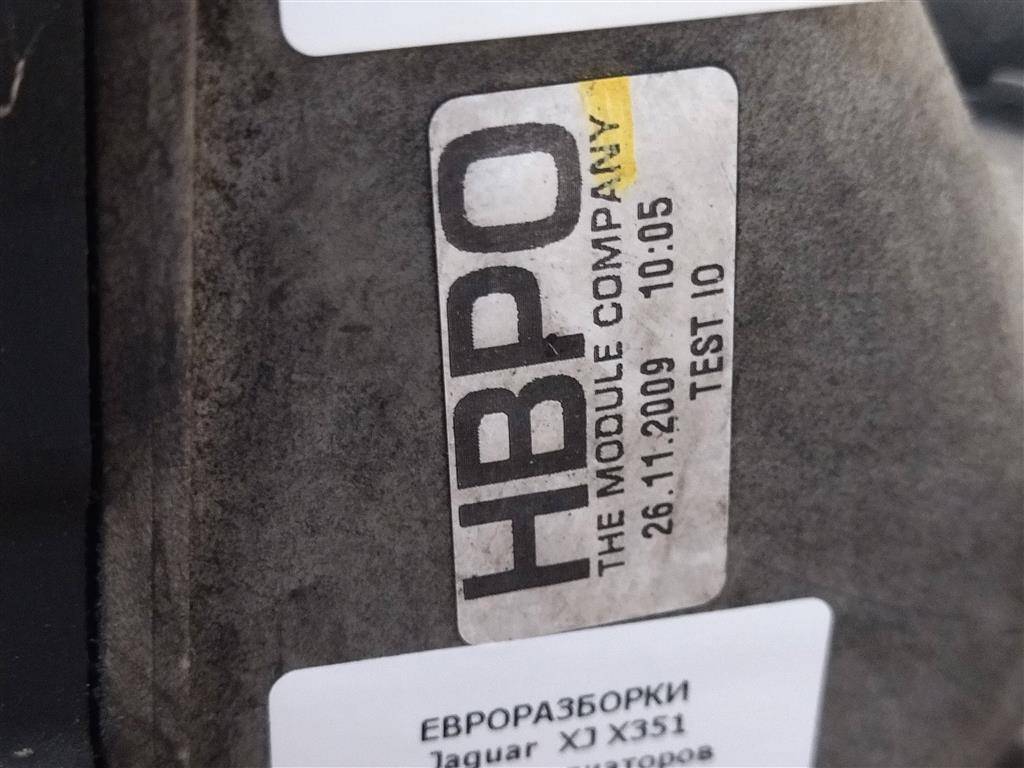 HBPO
THE MODULE COMPANY
26.11.2009 10:05
TEST IO
ЕВРОРАЗБОРКИ
Jaguar XJ X351